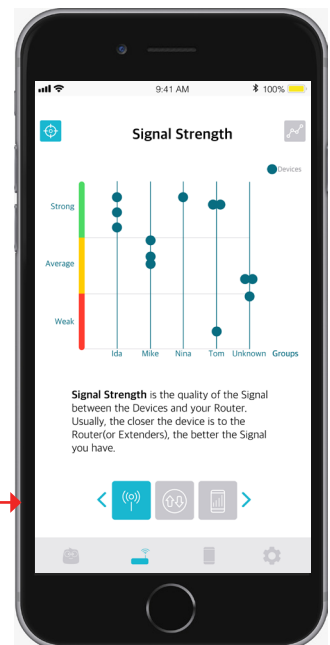 9:41 AM
100%
Signal Strength
Devices
Strong
Average
Weak
Ida Mike Nina Tom Unknown Groups
Signal Strength is the quality of the Signal
between the Devices and your Router.
Usually, the closer the device is to the
Router(or Extenders), the better the Signal
you have.